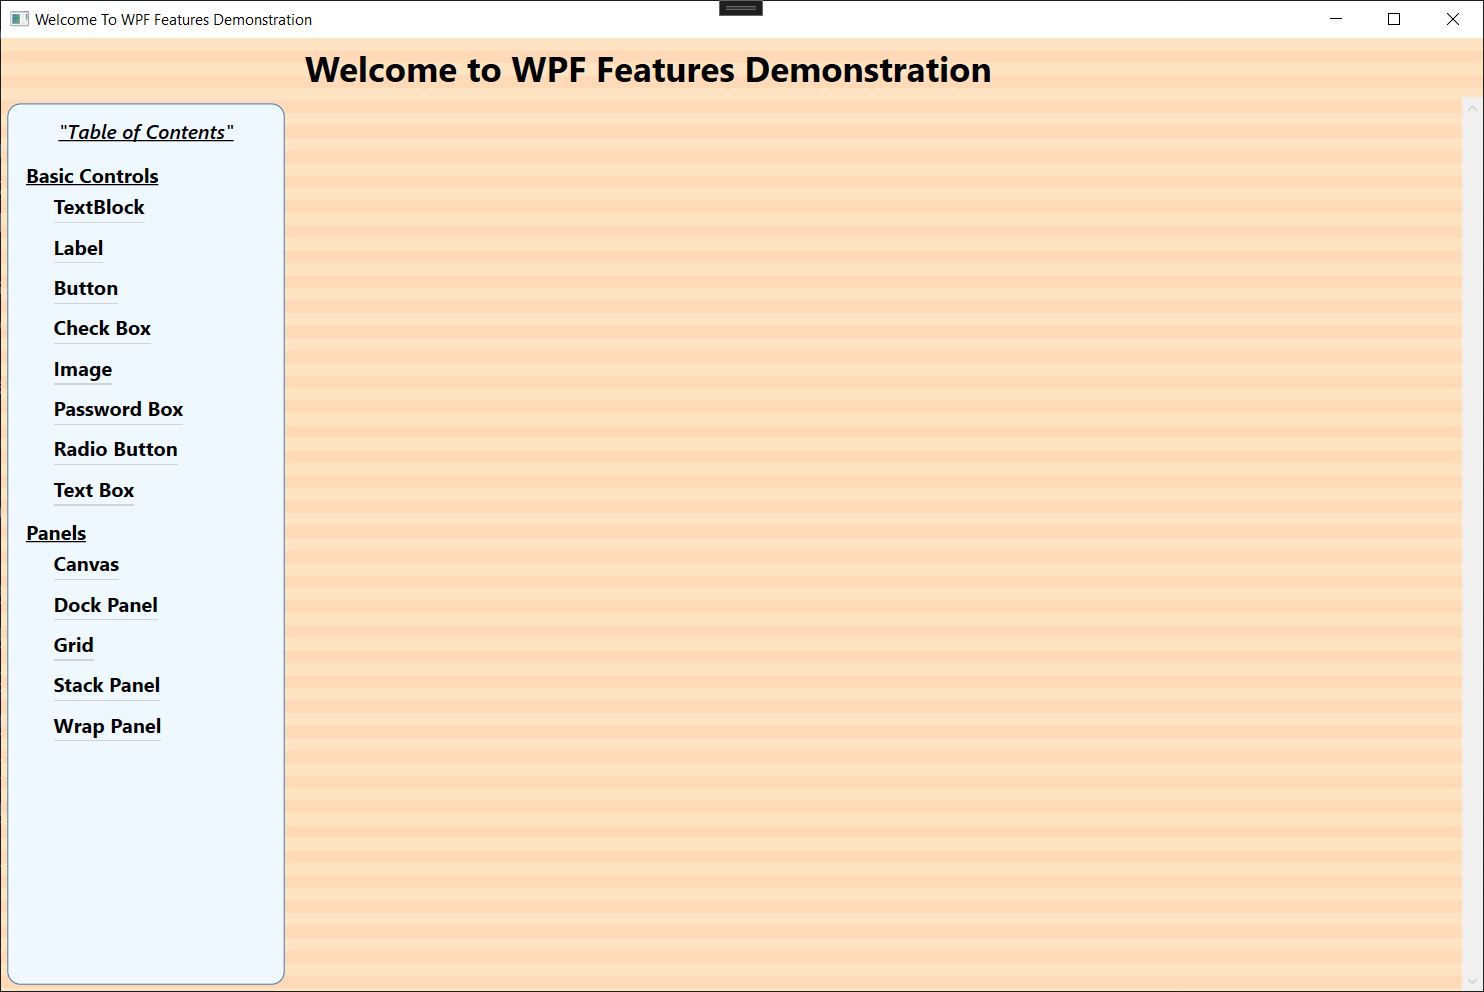 Welcome To WPF Features Demonstration
Welcome to WPF Features Demonstration
"Table of Contents"
Basic Controls
TextBlock
Label
Button
Check Box
Image
Password Box
Radio Button
Text Box
Panels
Canvas
Dock Panel
Grid
Stack Panel
Wrap Panel